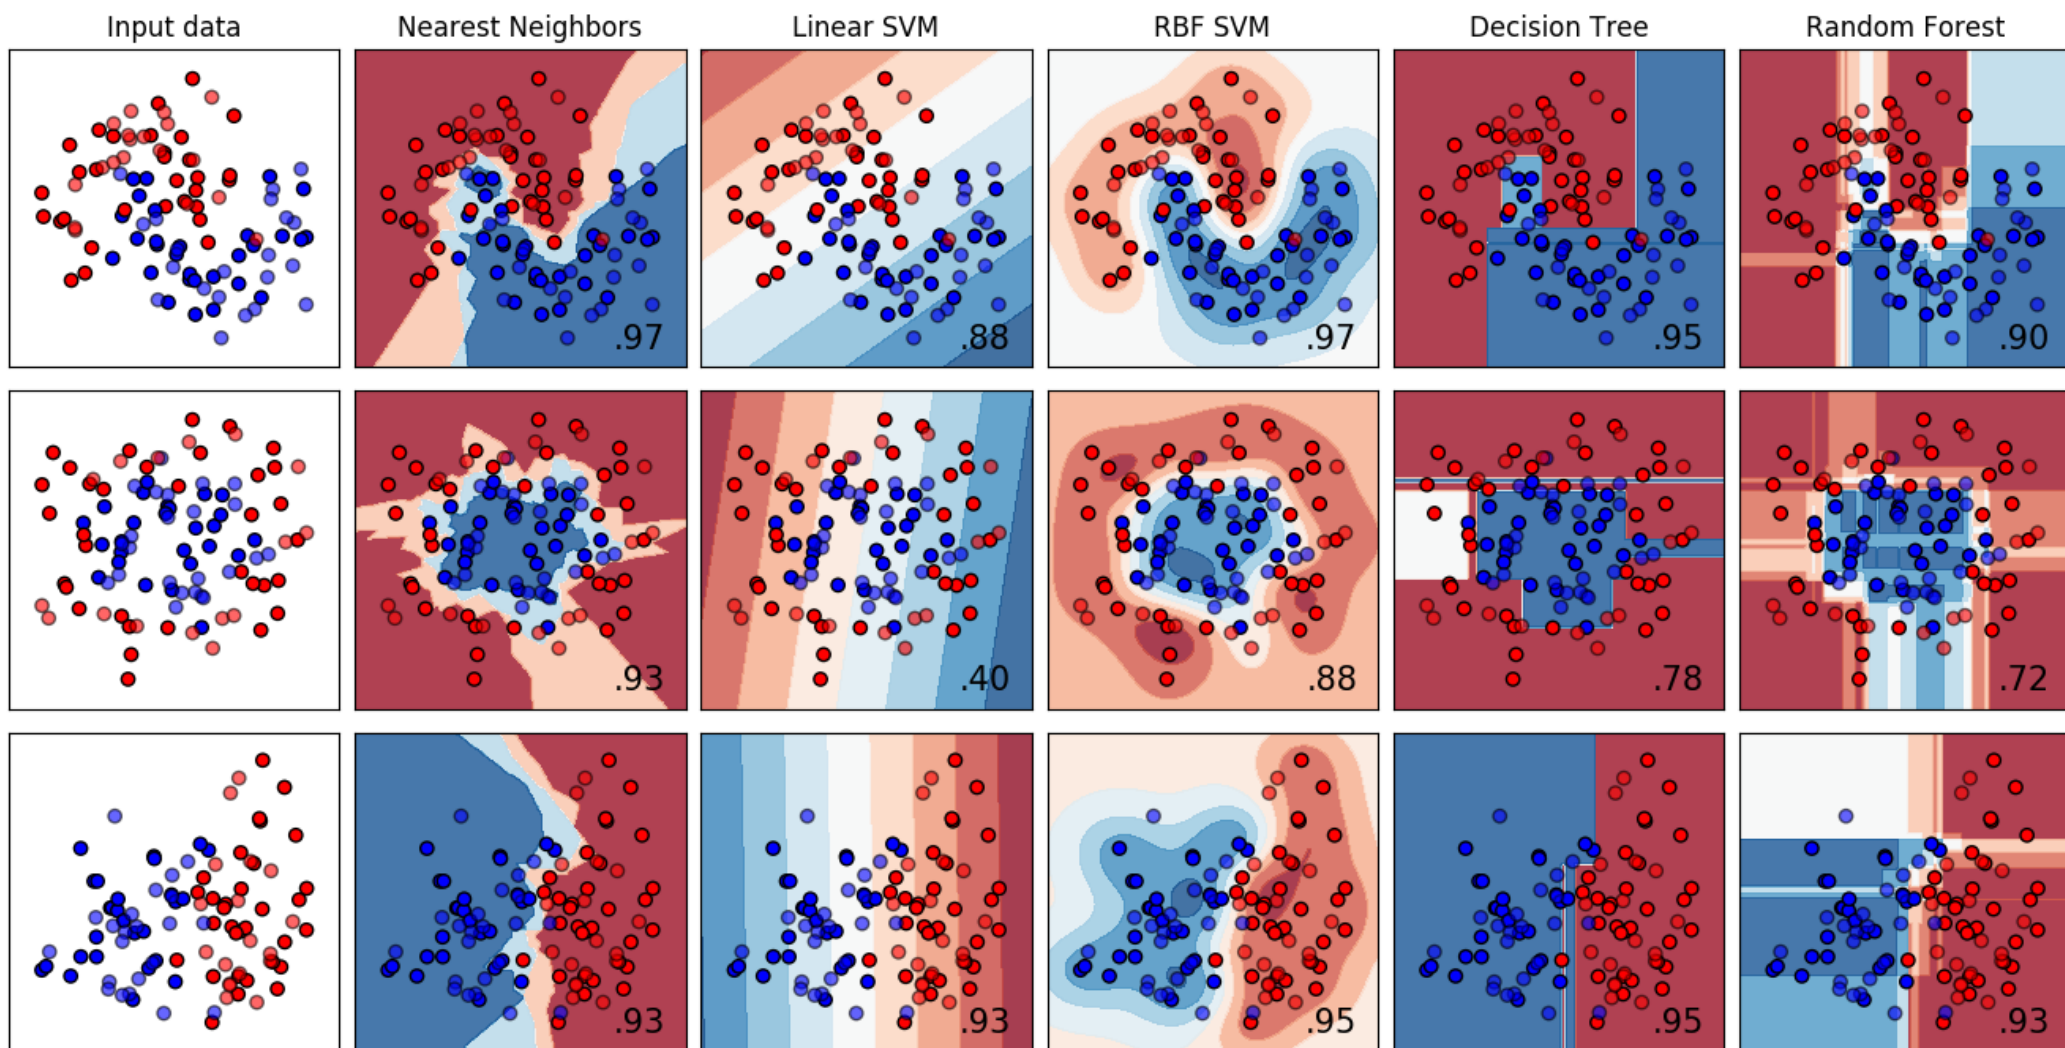 Input data Nearest Neighbors Linear SVM RBF SVM Decision Tree Random Forest
.97 .88 .97 .95 .90
.93 .40 .88 .78 .72
.93 .93 .95 .95 .93